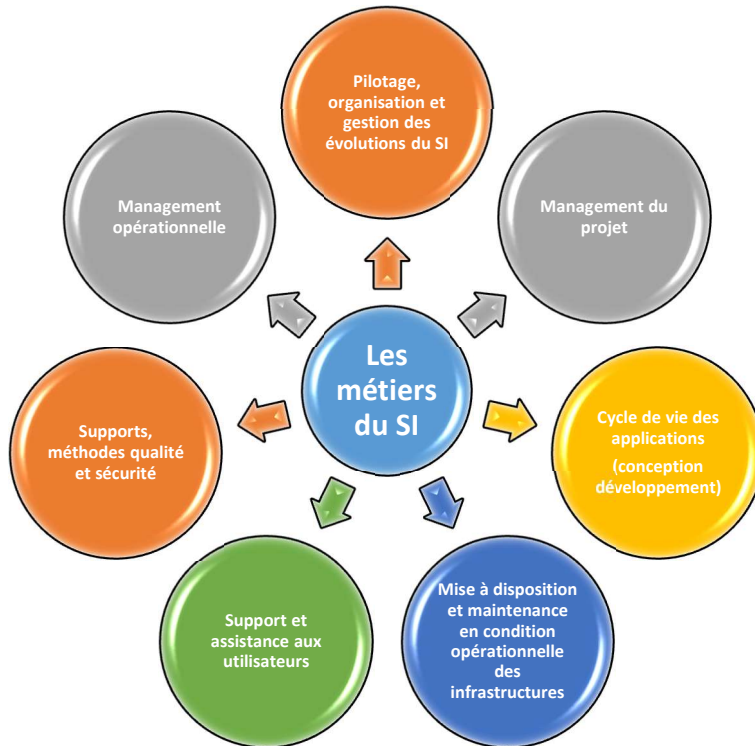 Pilotage,
organisation et
gestion des
évolutions du SI
Management du
projet
Cycle de vie des
applications
(conception
développement)
Mise à disposition
et maintenance
en condition
opérationnelle
des
infrastructures
Support et
assistance aux
utilisateurs
Supports,
méthodes qualité
et sécurité
Management
opérationnelle
Les
métiers
du SI